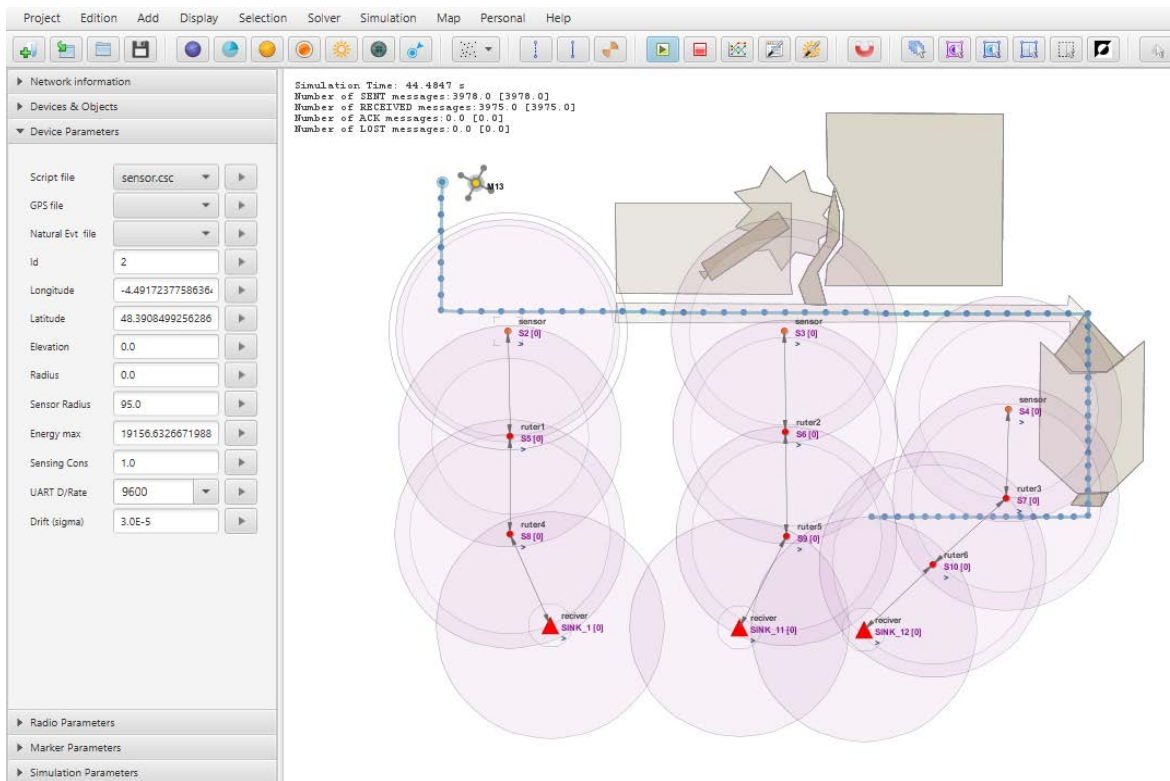 Project Edition Add Display Selection Solver Simulation Map Personal Help
Network information
Devices & Objects
Device Parameters
Script file sensor.csc
GPS file
Natural Evt file
Id 2
Longitude -4.4917237758636
Latitude 48.3908499256286
Elevation 0.0
Radius 0.0
Sensor Radius 95.0
Energy max 19156.6326671988
Sensing Cons 1.0
UART D/Rate 9600
Drift (sigma) 3.0E-5
Radio Parameters
Marker Parameters
Simulation Parameters
Simulation Time: 44.4847 s
Number of SENT messages:3978.0 [3978.0]
Number of RECEIVED messages:3975.0 [3975.0]
Number of ACK messages:0.0 [0.0]
Number of LOST messages:0.0 [0.0]
M13
sensor
S2 [0]
>
sensor
S3 [0]
>
sensor
S4 [0]
>
ruter1
S5 [0]
>
ruter2
S6 [0]
>
ruter3
S7 [0]
>
ruter4
S8 [0]
>
ruter5
S9 [0]
>
ruter6
S10 [0]
>
reciver
SINK_1 [0]
>
reciver
SINK_11 [0]
>
reciver
SINK_12 [0]
>